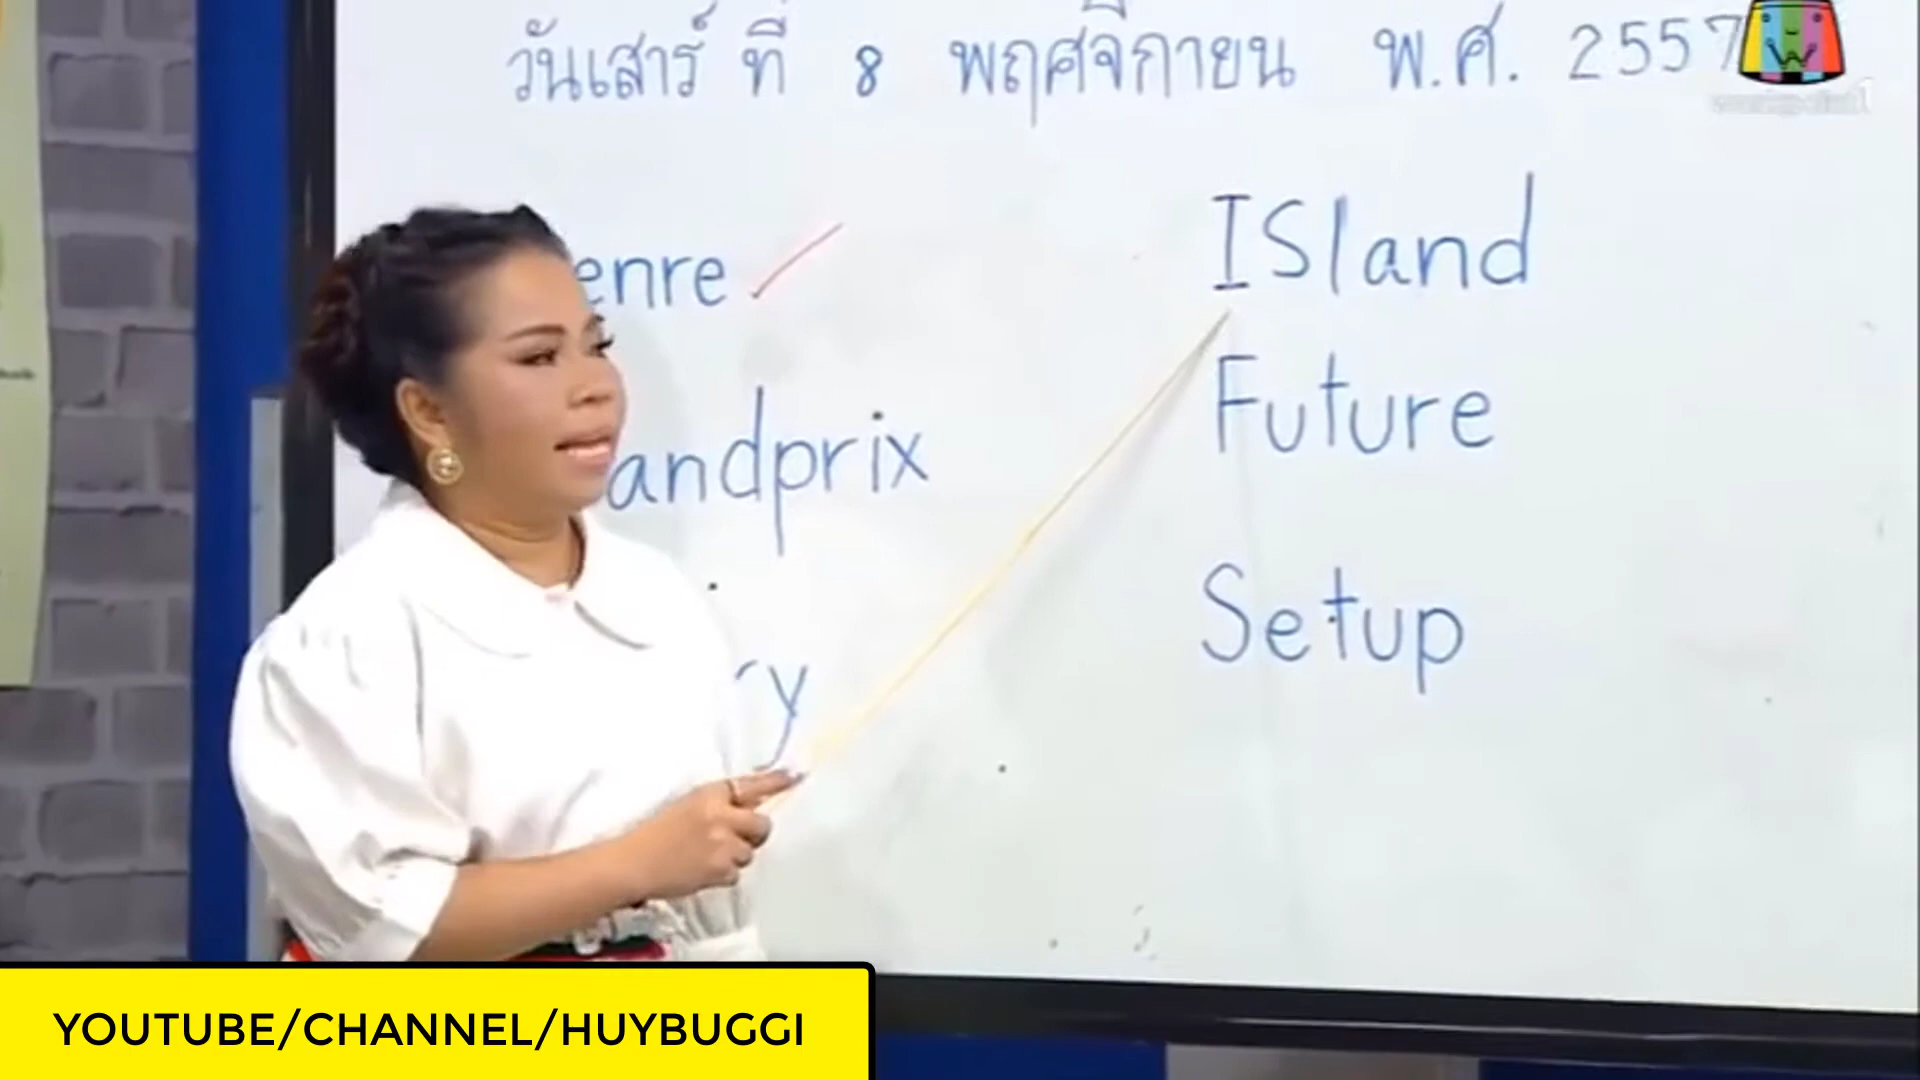 วันเสาร์ ที่ 8 พฤศจิกายน พ.ศ. 2557
enre
ISland
Future
andprix
Setup
ry
YOUTUBE/CHANNEL/HUYBUGGI